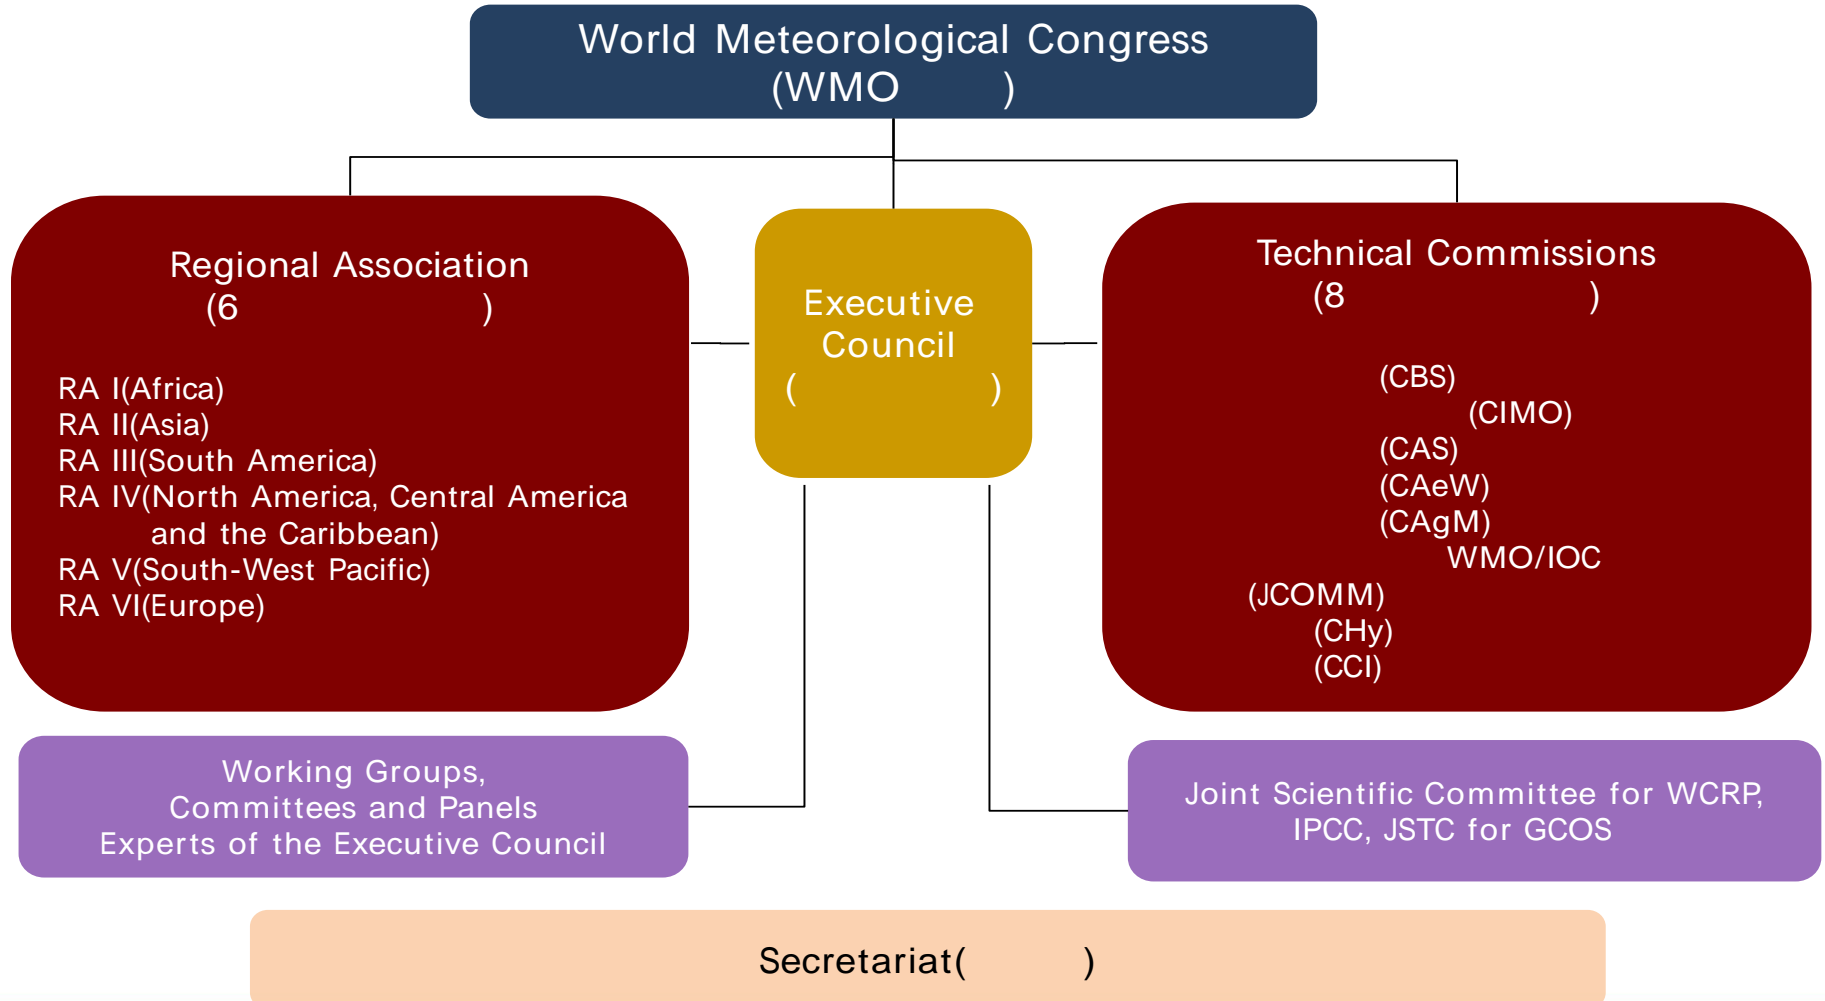 World Meteorological Congress
(WMO )
Regional Association
(6 )
RA I(Africa)
RA II(Asia)
RA III(South America)
RA IV(North America, Central America
and the Caribbean)
RA V(South-West Pacific)
RA VI(Europe)
Executive
Council
( )
Technical Commissions
(8 )
(CBS)
(CIMO)
(CAS)
(CAeW)
(CAgM)
WMO/IOC
(JCOMM)
(CHy)
(CCI)
Working Groups,
Committees and Panels
Experts of the Executive Council
Joint Scientific Committee for WCRP,
IPCC, JSTC for GCOS
Secretariat( )